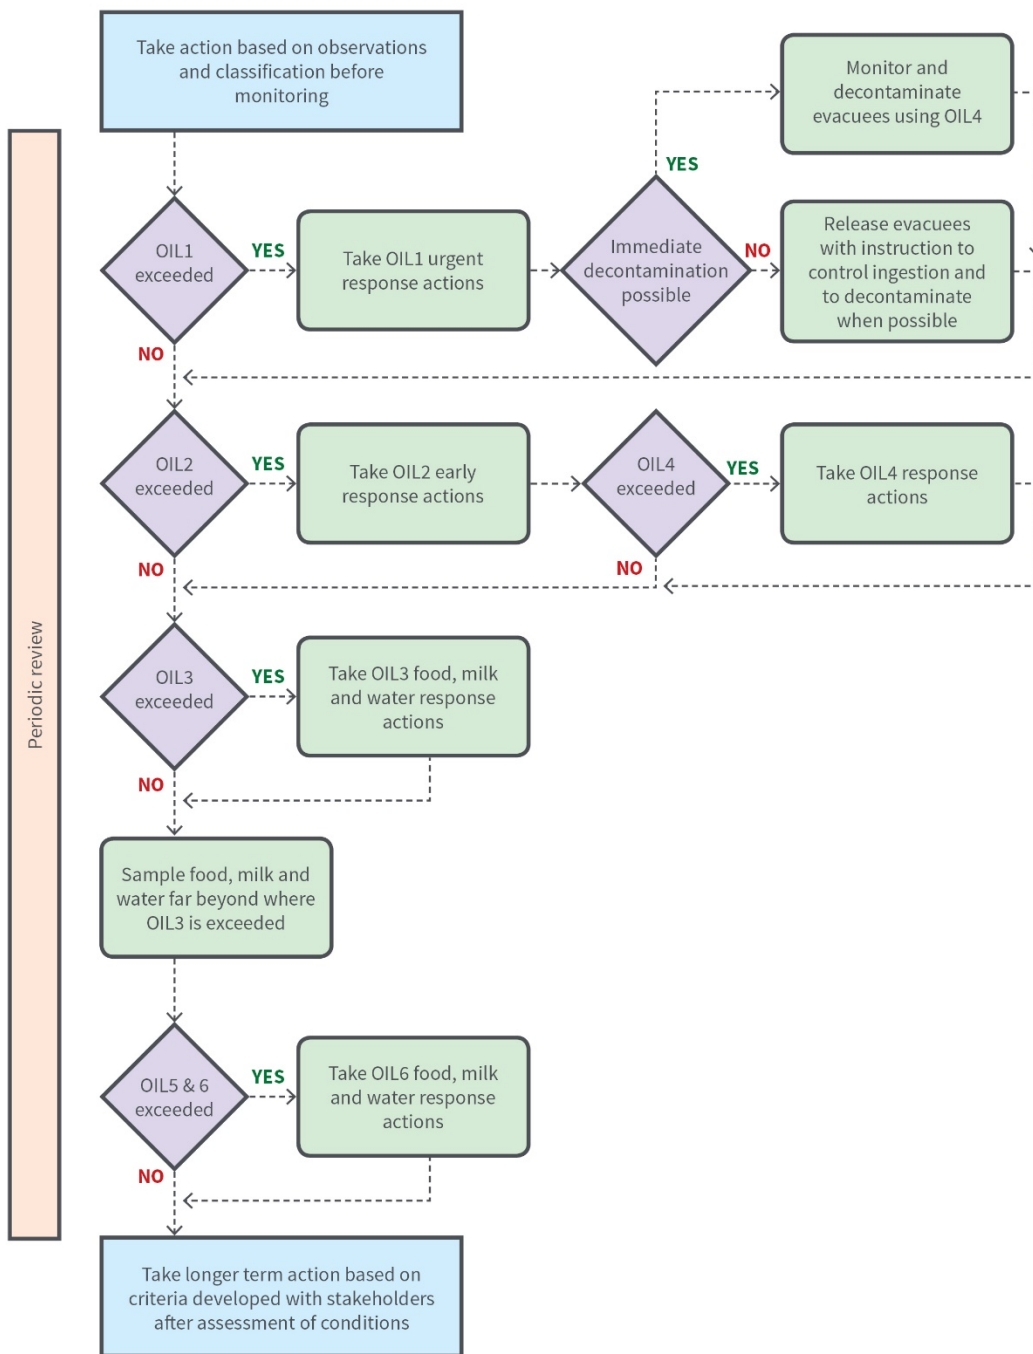 Take action based on observations
and classification before
monitoring
Monitor and
decontaminate
evacuees using OIL4
YES
OIL1
exceeded
YES
Take OIL1 urgent
response actions
Immediate
decontamination
possible
NO
Release evacuees
with instruction to
control ingestion and
to decontaminate
when possible
NO
OIL2
exceeded
YES
Take OIL2 early
response actions
OIL4
exceeded
YES
Take OIL4 response
actions
NO
NO
Periodic review
OIL3
exceeded
YES
Take OIL3 food, milk
and water response
actions
NO
Sample food, milk and
water far beyond where
OIL3 is exceeded
OIL5 & 6
exceeded
YES
Take OIL6 food, milk
and water response
actions
NO
Take longer term action based on
criteria developed with stakeholders
after assessment of conditions